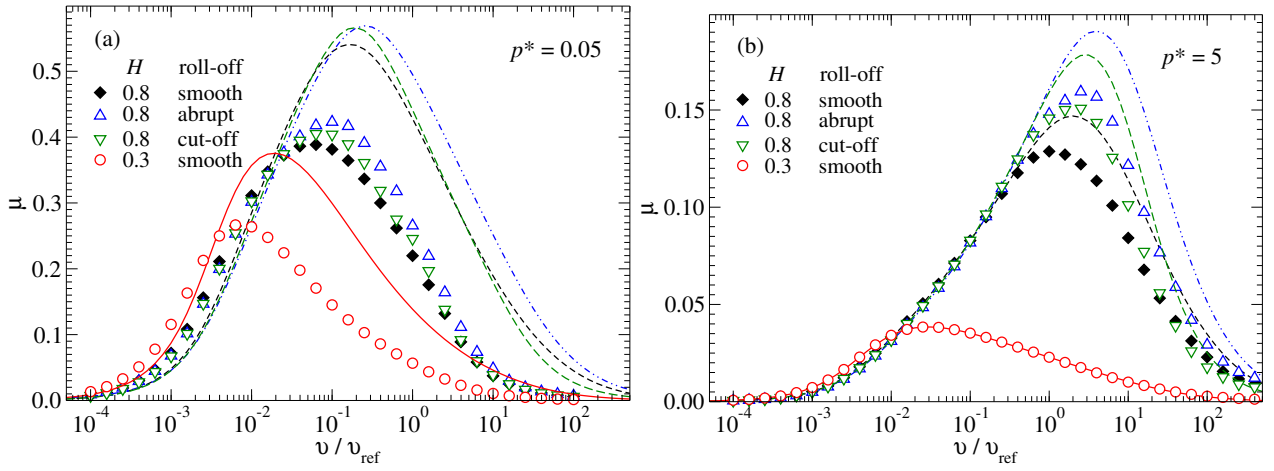 (a)
p* = 0.05
H roll-off
0.8 smooth
0.8 abrupt
0.8 cut-off
0.3 smooth
μ
0.5
0.4
0.3
0.2
0.1
0.0
10⁻⁴ 10⁻³ 10⁻² 10⁻¹ 10⁰ 10¹ 10²
υ / υref
(b)
p* = 5
H roll-off
0.8 smooth
0.8 abrupt
0.8 cut-off
0.3 smooth
μ
0.15
0.10
0.05
0.00
10⁻⁴ 10⁻³ 10⁻² 10⁻¹ 10⁰ 10¹ 10²
υ / υref